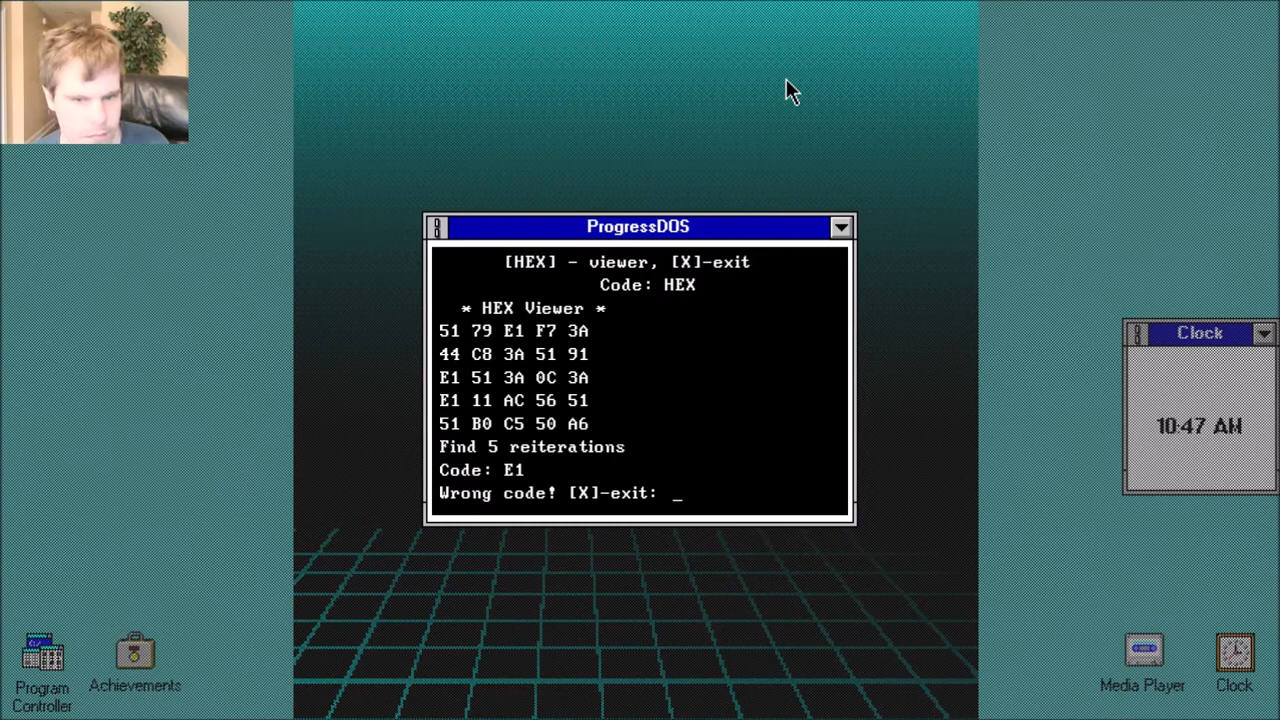 ProgressDOS
[HEX] - viewer, [X]-exit
Code: HEX
* HEX Viewer *
51 79 E1 F7 3A
44 C8 3A 51 91
E1 51 3A 0C 3A
E1 11 AC 56 51
51 B0 C5 50 A6
Find 5 reiterations
Code: E1
Wrong code! [X]-exit: _
Clock
10:47 AM
Program
Controller
Achievements
Media Player
Clock